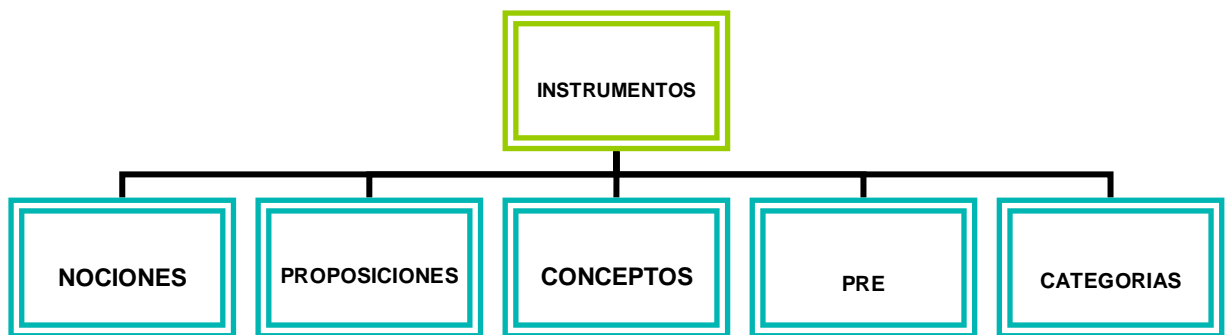 INSTRUMENTOS
NOCIONES
PROPOSICIONES
CONCEPTOS
PRE
CATEGORIAS